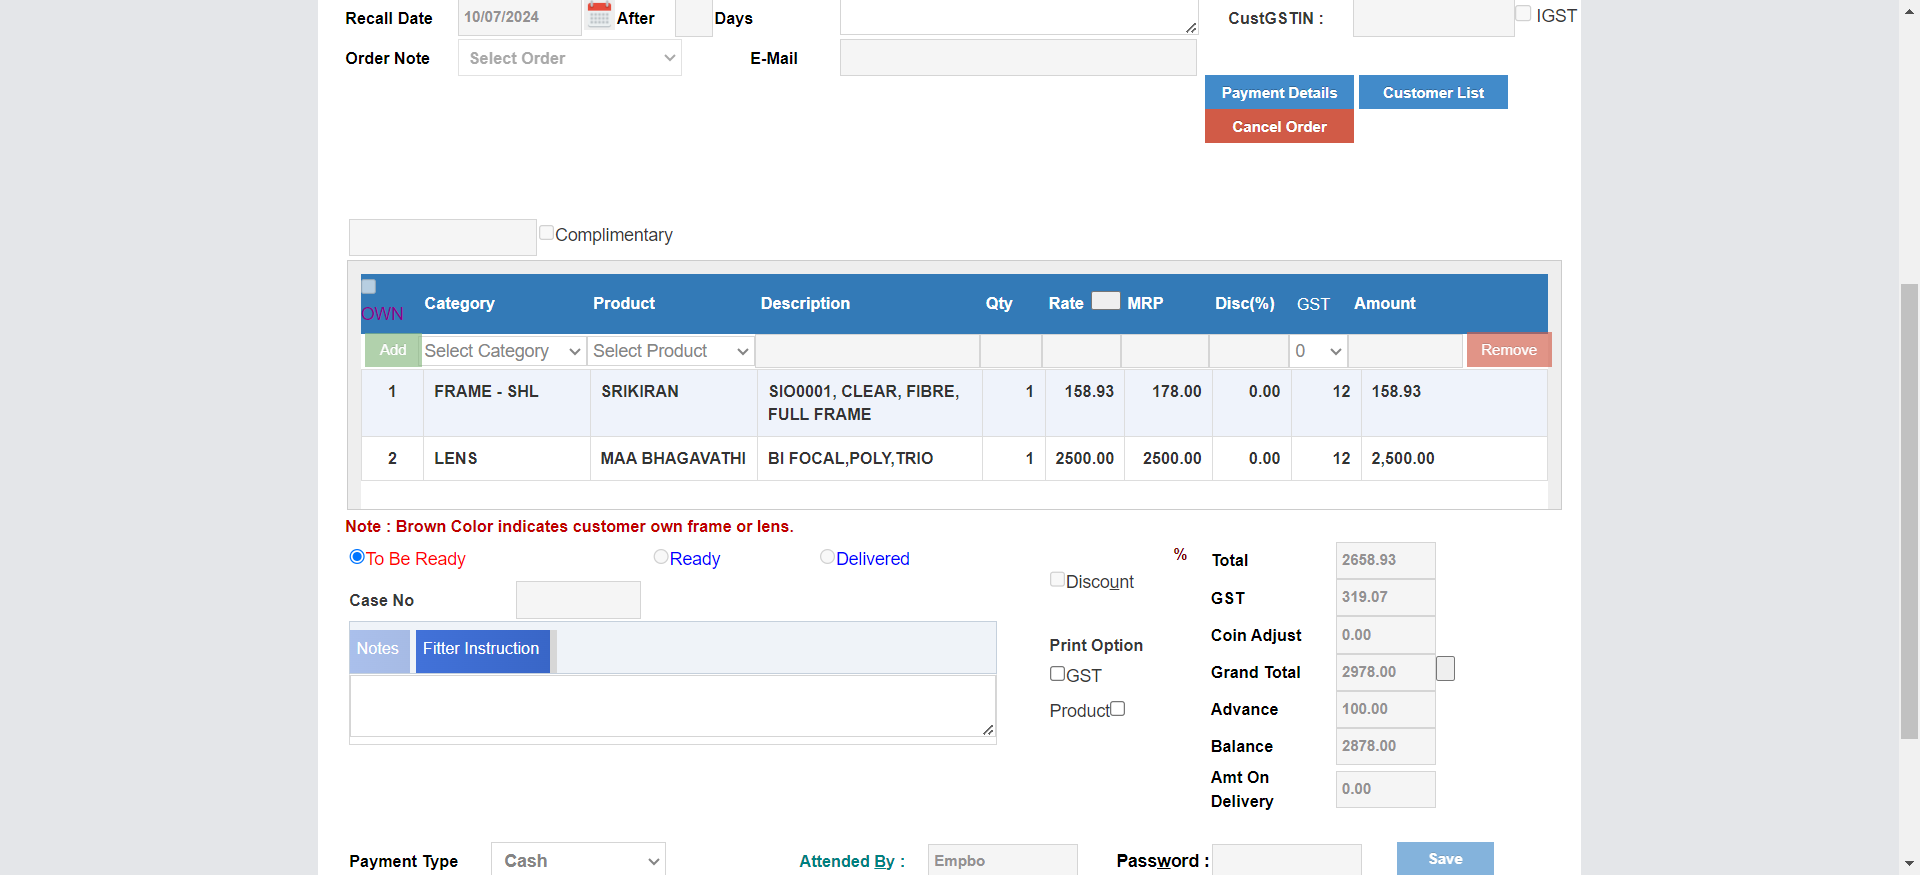 Recall Date 10/07/2024 After Days CustGSTIN : IGST
Order Note Select Order E-Mail
Payment Details Customer List
Cancel Order
Complimentary
OWN Category Product Description Qty Rate MRP Disc(%) GST Amount
Add Select Category Select Product 0 Remove
1 FRAME - SHL SRIKIRAN SIO0001, CLEAR, FIBRE, 1 158.93 178.00 0.00 12 158.93
FULL FRAME
2 LENS MAA BHAGAVATHI BI FOCAL,POLY,TRIO 1 2500.00 2500.00 0.00 12 2,500.00
Note : Brown Color indicates customer own frame or lens.
To Be Ready Ready Delivered % Total 2658.93
Discount
Case No GST 319.07
Notes Fitter Instruction Coin Adjust 0.00
Print Option
GST Grand Total 2978.00
Product Advance 100.00
Balance 2878.00
Amt On
Delivery 0.00
Payment Type Cash Attended By : Empbo Password : Save